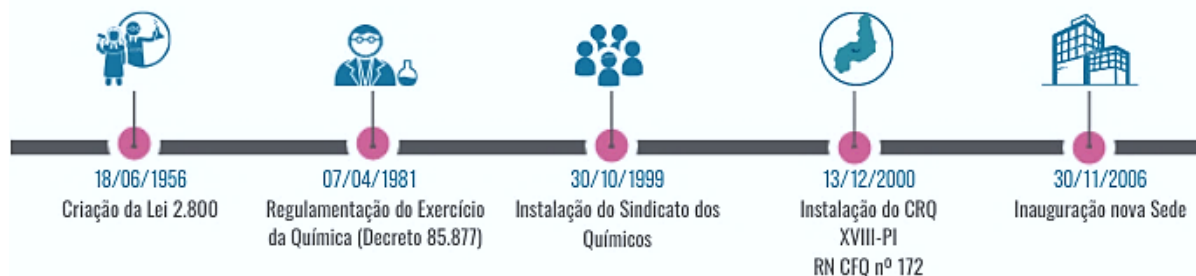 18/06/1956
Criação da Lei 2.800
07/04/1981
Regulamentação do Exercício
da Química (Decreto 85.877)
30/10/1999
Instalação do Sindicato dos
Químicos
13/12/2000
Instalação do CRQ
XVIII-PI
RN CFQ nº 172
30/11/2006
Inauguração nova Sede